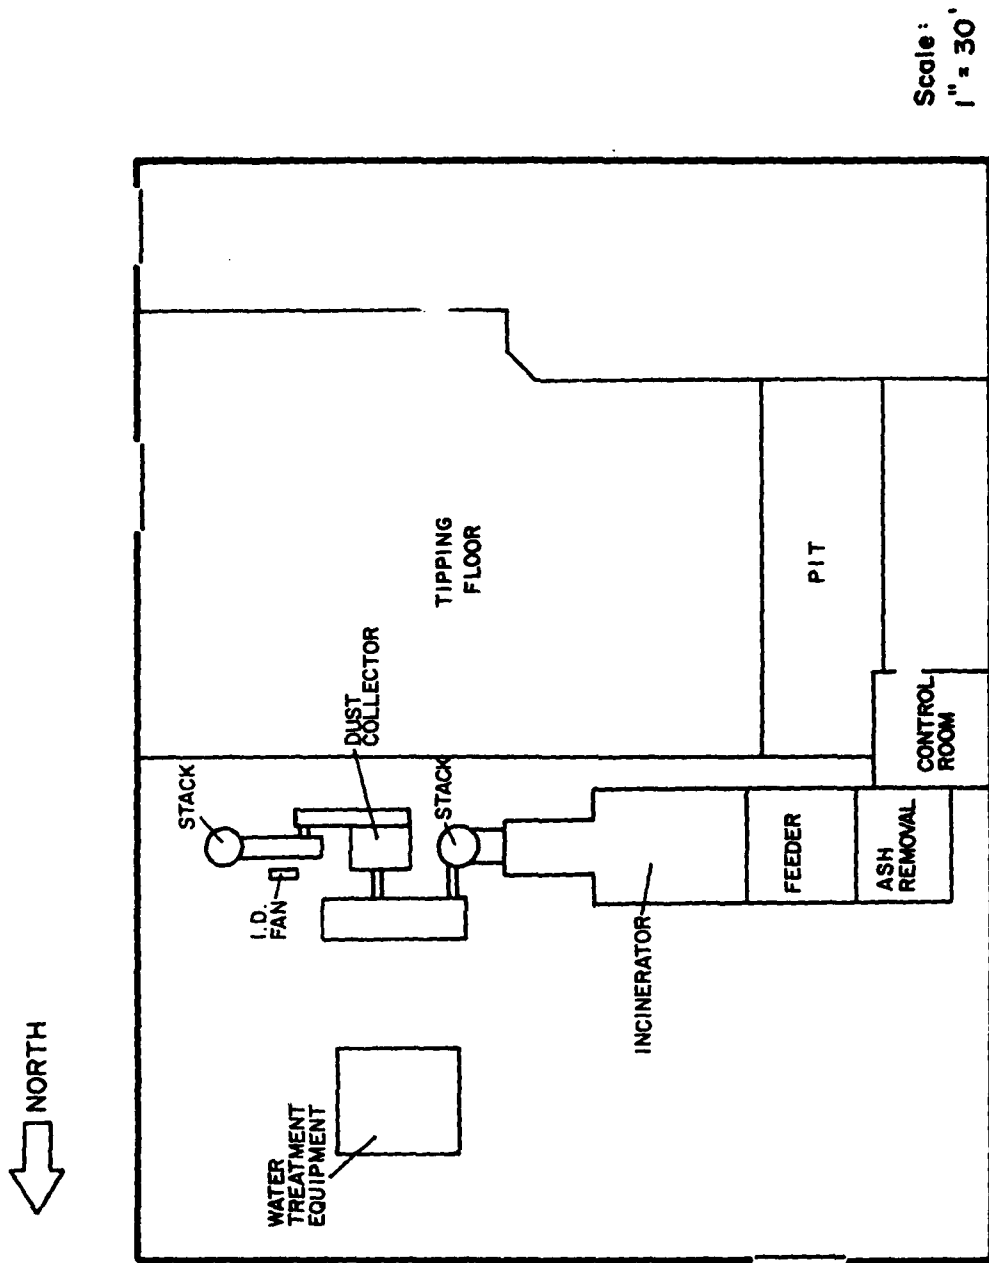 NORTH
WATER
TREATMENT
EQUIPMENT
I.D.
FAN
STACK
DUST
COLLECTOR
STACK
INCINERATOR
TIPPING
FLOOR
FEEDER
ASH
REMOVAL
CONTROL
ROOM
PIT
Scale:
1" = 30'